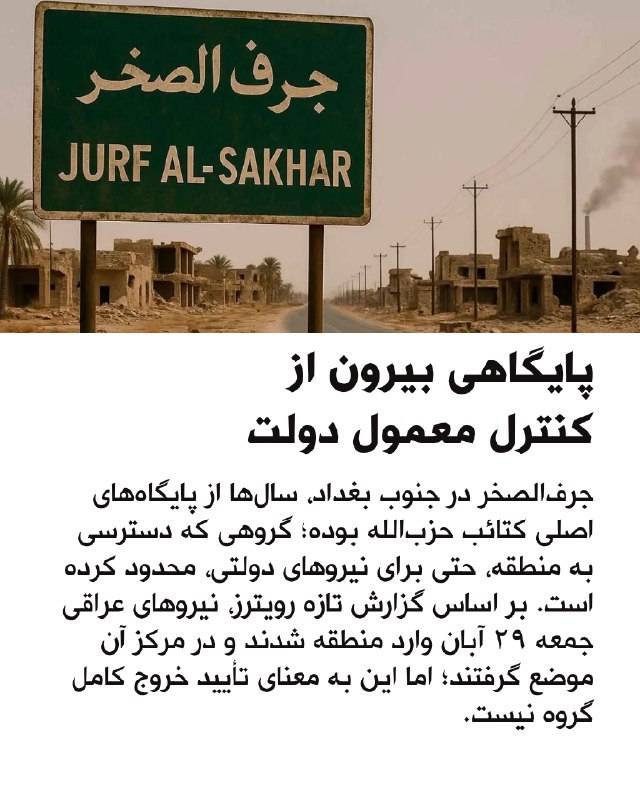 جرف الصخر
JURF AL-SAKHAR
پایگاهی بیرون از
کنترل معمول دولت
جرف‌الصخر در جنوب بغداد، سال‌ها از پایگاه‌های
اصلی کتائب حزب‌الله بوده؛ گروهی که دسترسی
به منطقه، حتی برای نیروهای دولتی، محدود کرده
است. بر اساس گزارش تازه رویترز، نیروهای عراقی
جمعه ۲۹ آبان وارد منطقه شدند و در مرکز آن
موضع گرفتند؛ اما این به معنای تأیید خروج کامل
گروه نیست.